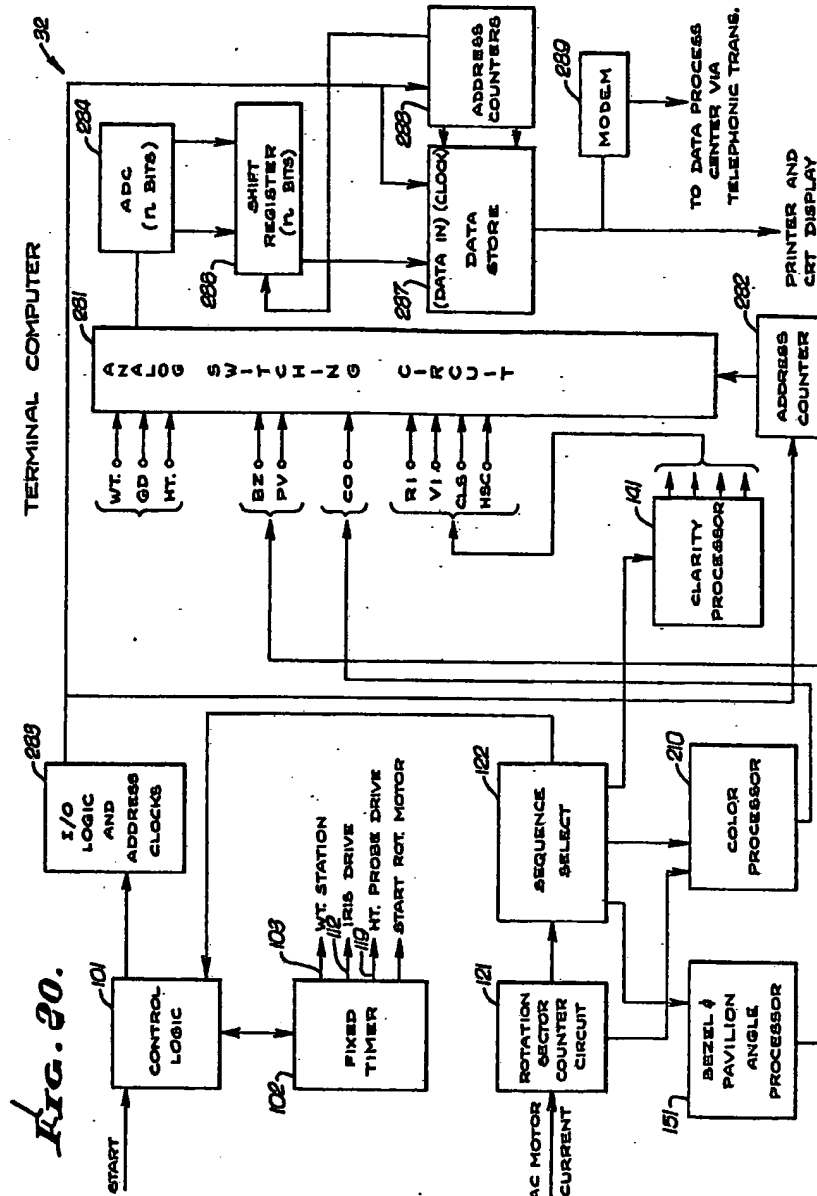 FIG. 20.
TERMINAL COMPUTER
32
START
101
CONTROL
LOGIC
283
I/O
LOGIC
AND
ADDRESS
CLOCKS
102
FIXED
TIMER
103
WT. STATION
112
IRIS DRIVE
119
HT. PROBE DRIVE
START ROT. MOTOR
AC MOTOR
CURRENT
121
ROTATION
SECTOR
COUNTER
CIRCUIT
122
SEQUENCE
SELECT
151
BEZEL &
PAVILION
ANGLE
PROCESSOR
210
COLOR
PROCESSOR
141
CLARITY
PROCESSOR
WT.
GD
HT.
BZ
PV
CO
RI
VI
CLS
HSC
281
ANALOG SWITCHING CIRCUIT
282
ADDRESS
COUNTER
284
ADC
(n BITS)
286
SHIFT
REGISTER
(n BITS)
287
(DATA IN) (CLOCK)
DATA
STORE
288
ADDRESS
COUNTERS
289
MODEM
TO DATA PROCESS
CENTER VIA
TELEPHONIC TRANS.
PRINTER AND
CRT DISPLAY